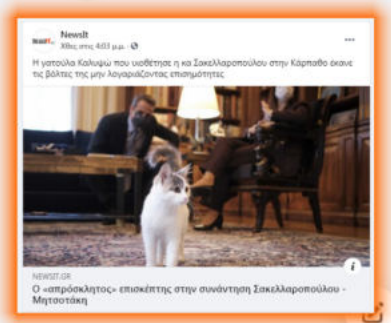 NewsIt
Χθες στις 4:03 μ.μ. ·
Η γατούλα Καλυψώ που υιοθέτησε η κα Σακελλαροπούλου στην Κάρπαθο έκανε
τις βόλτες της μην λογαριάζοντας επισημότητες
NEWSIT.GR
Ο «απρόσκλητος» επισκέπτης στην συνάντηση Σακελλαροπούλου -
Μητσοτάκη